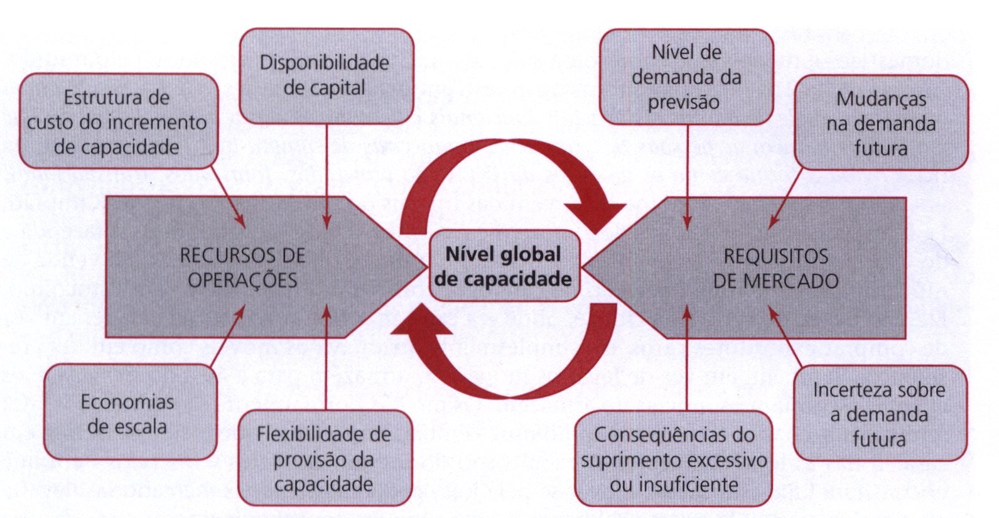 Estrutura de
custo do incremento
de capacidade
Disponibilidade
de capital
Nível de
demanda da
previsão
Mudanças
na demanda
futura
RECURSOS DE
OPERAÇÕES
Nível global
de capacidade
REQUISITOS
DE MERCADO
Economias
de escala
Flexibilidade de
provisão da
capacidade
Conseqüências do
suprimento excessivo
ou insuficiente
Incerteza sobre
a demanda
futura